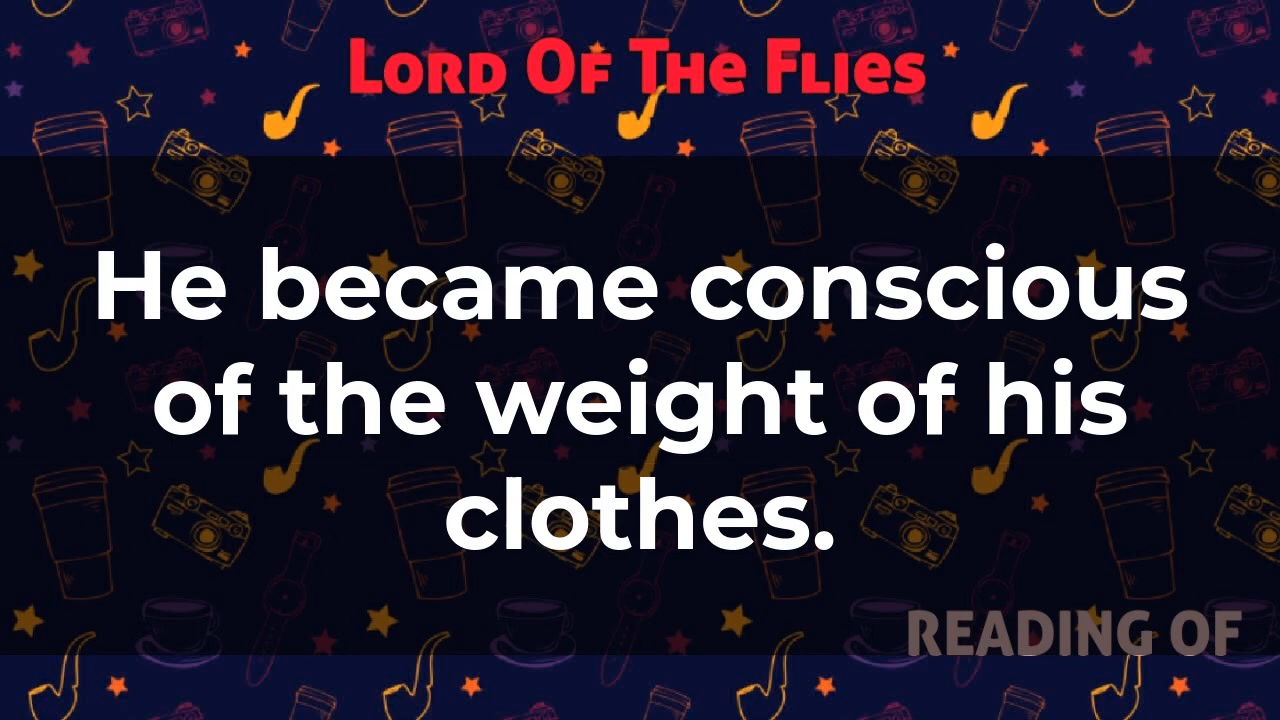 Lord Of The Flies
He became conscious
of the weight of his
clothes.
READING OF